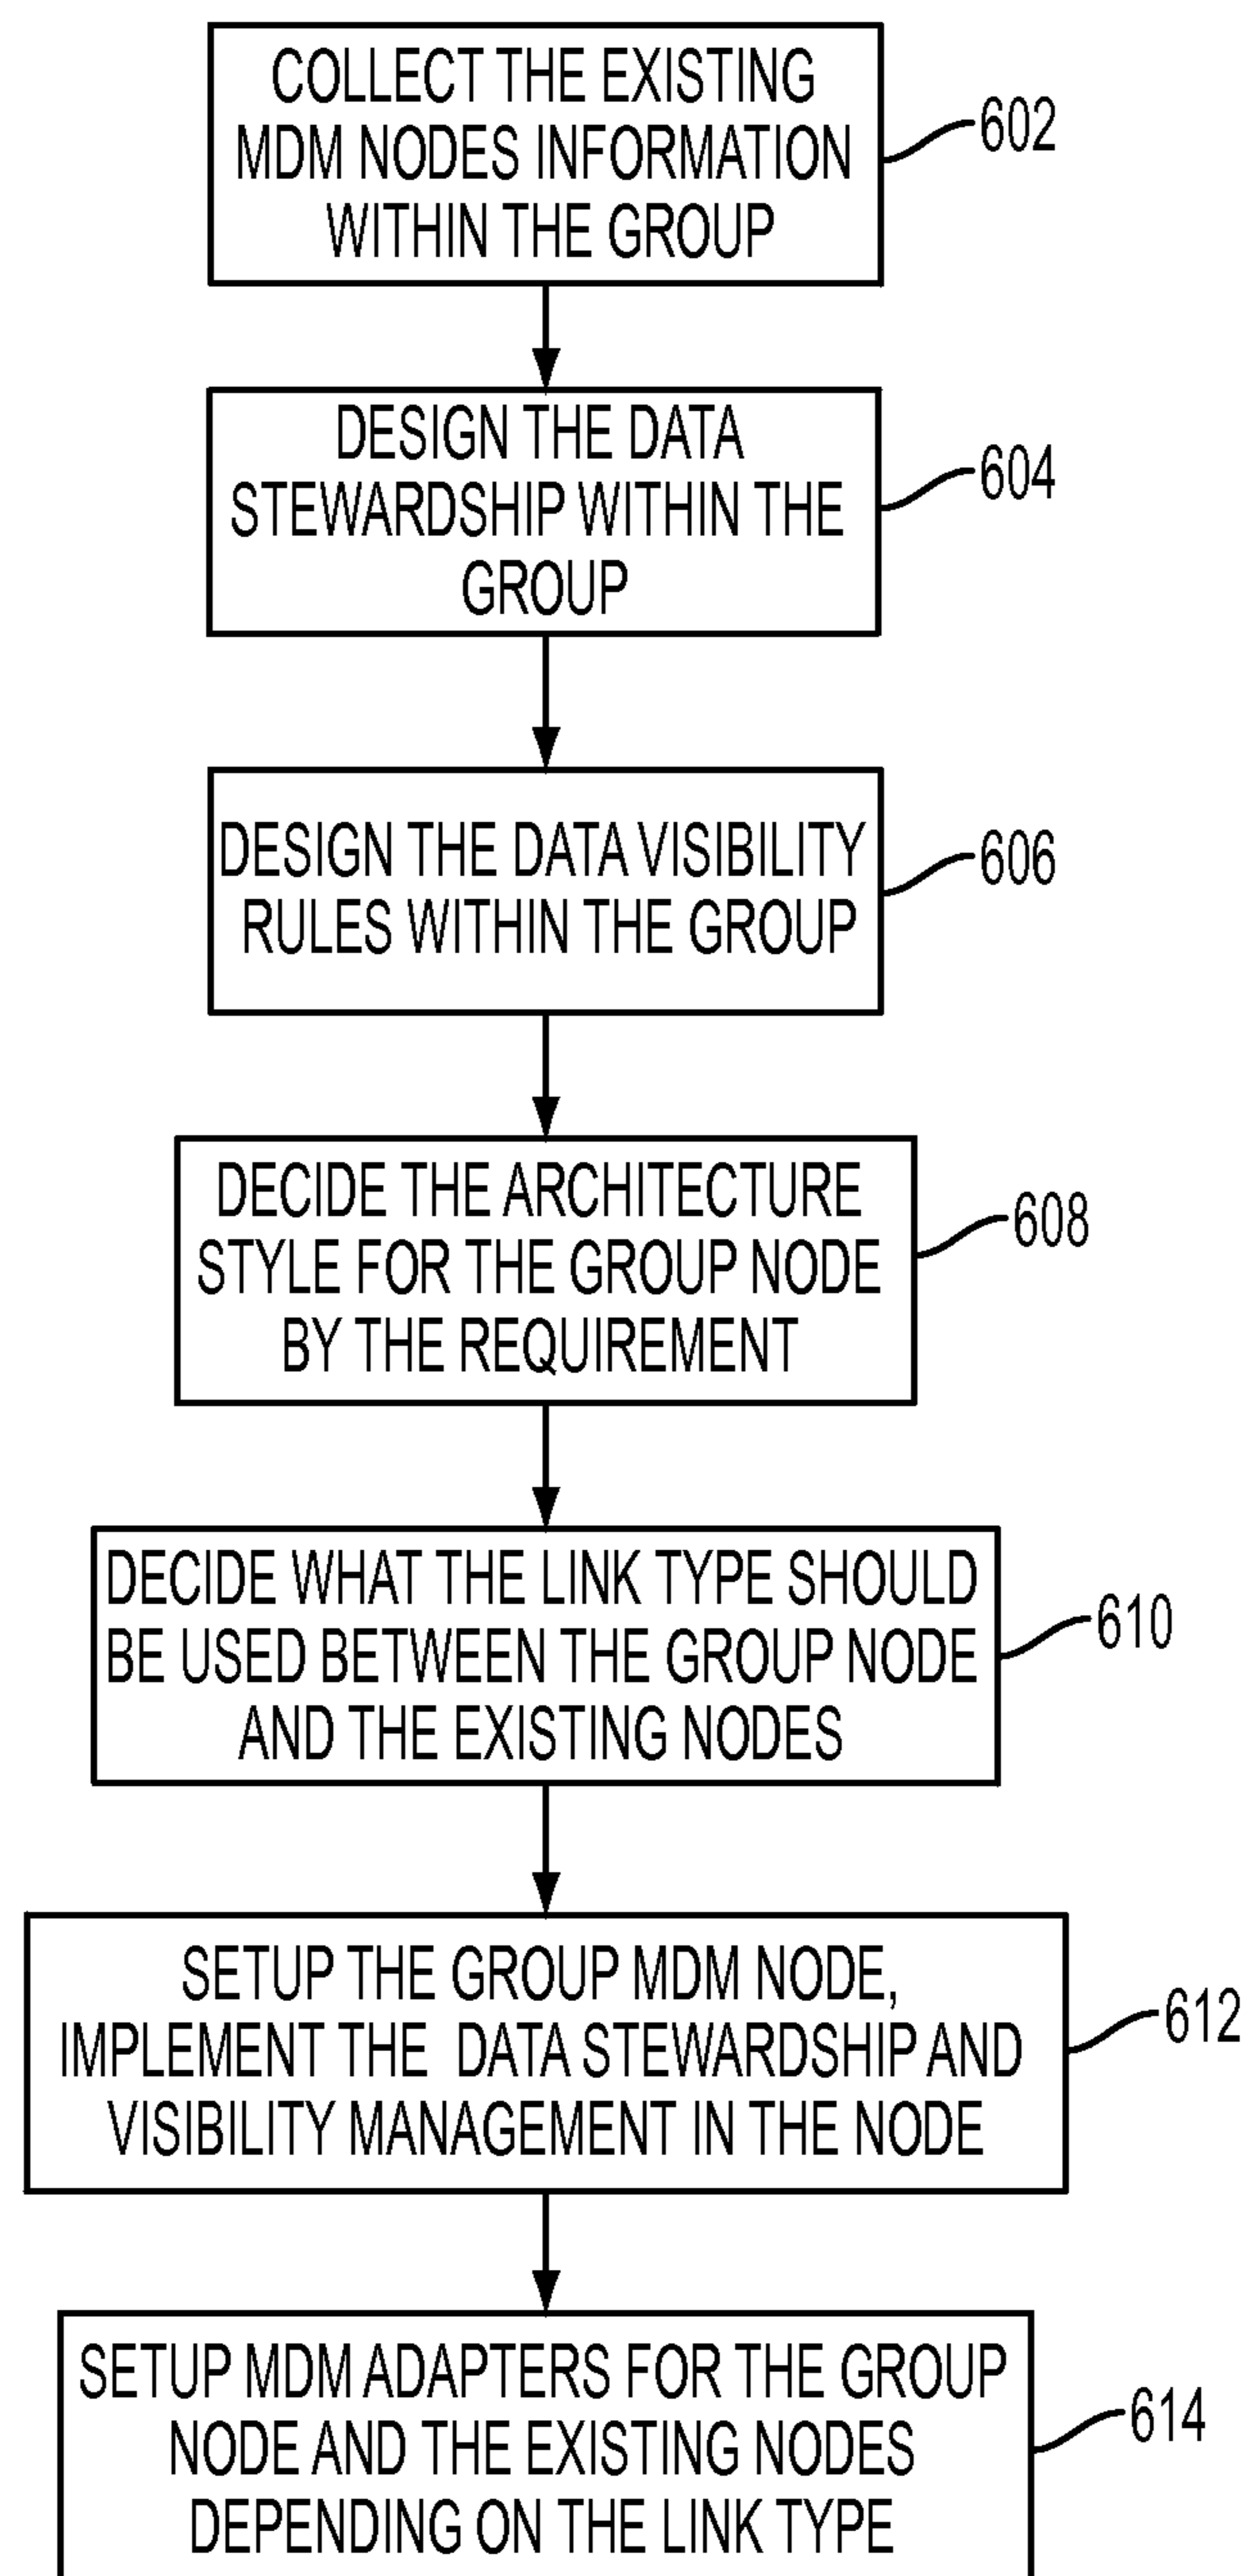 COLLECT THE EXISTING
MDM NODES INFORMATION
WITHIN THE GROUP
602
DESIGN THE DATA
STEWARDSHIP WITHIN THE
GROUP
604
DESIGN THE DATA VISIBILITY
RULES WITHIN THE GROUP
606
DECIDE THE ARCHITECTURE
STYLE FOR THE GROUP NODE
BY THE REQUIREMENT
608
DECIDE WHAT THE LINK TYPE SHOULD
BE USED BETWEEN THE GROUP NODE
AND THE EXISTING NODES
610
SETUP THE GROUP MDM NODE,
IMPLEMENT THE DATA STEWARDSHIP AND
VISIBILITY MANAGEMENT IN THE NODE
612
SETUP MDM ADAPTERS FOR THE GROUP
NODE AND THE EXISTING NODES
DEPENDING ON THE LINK TYPE
614